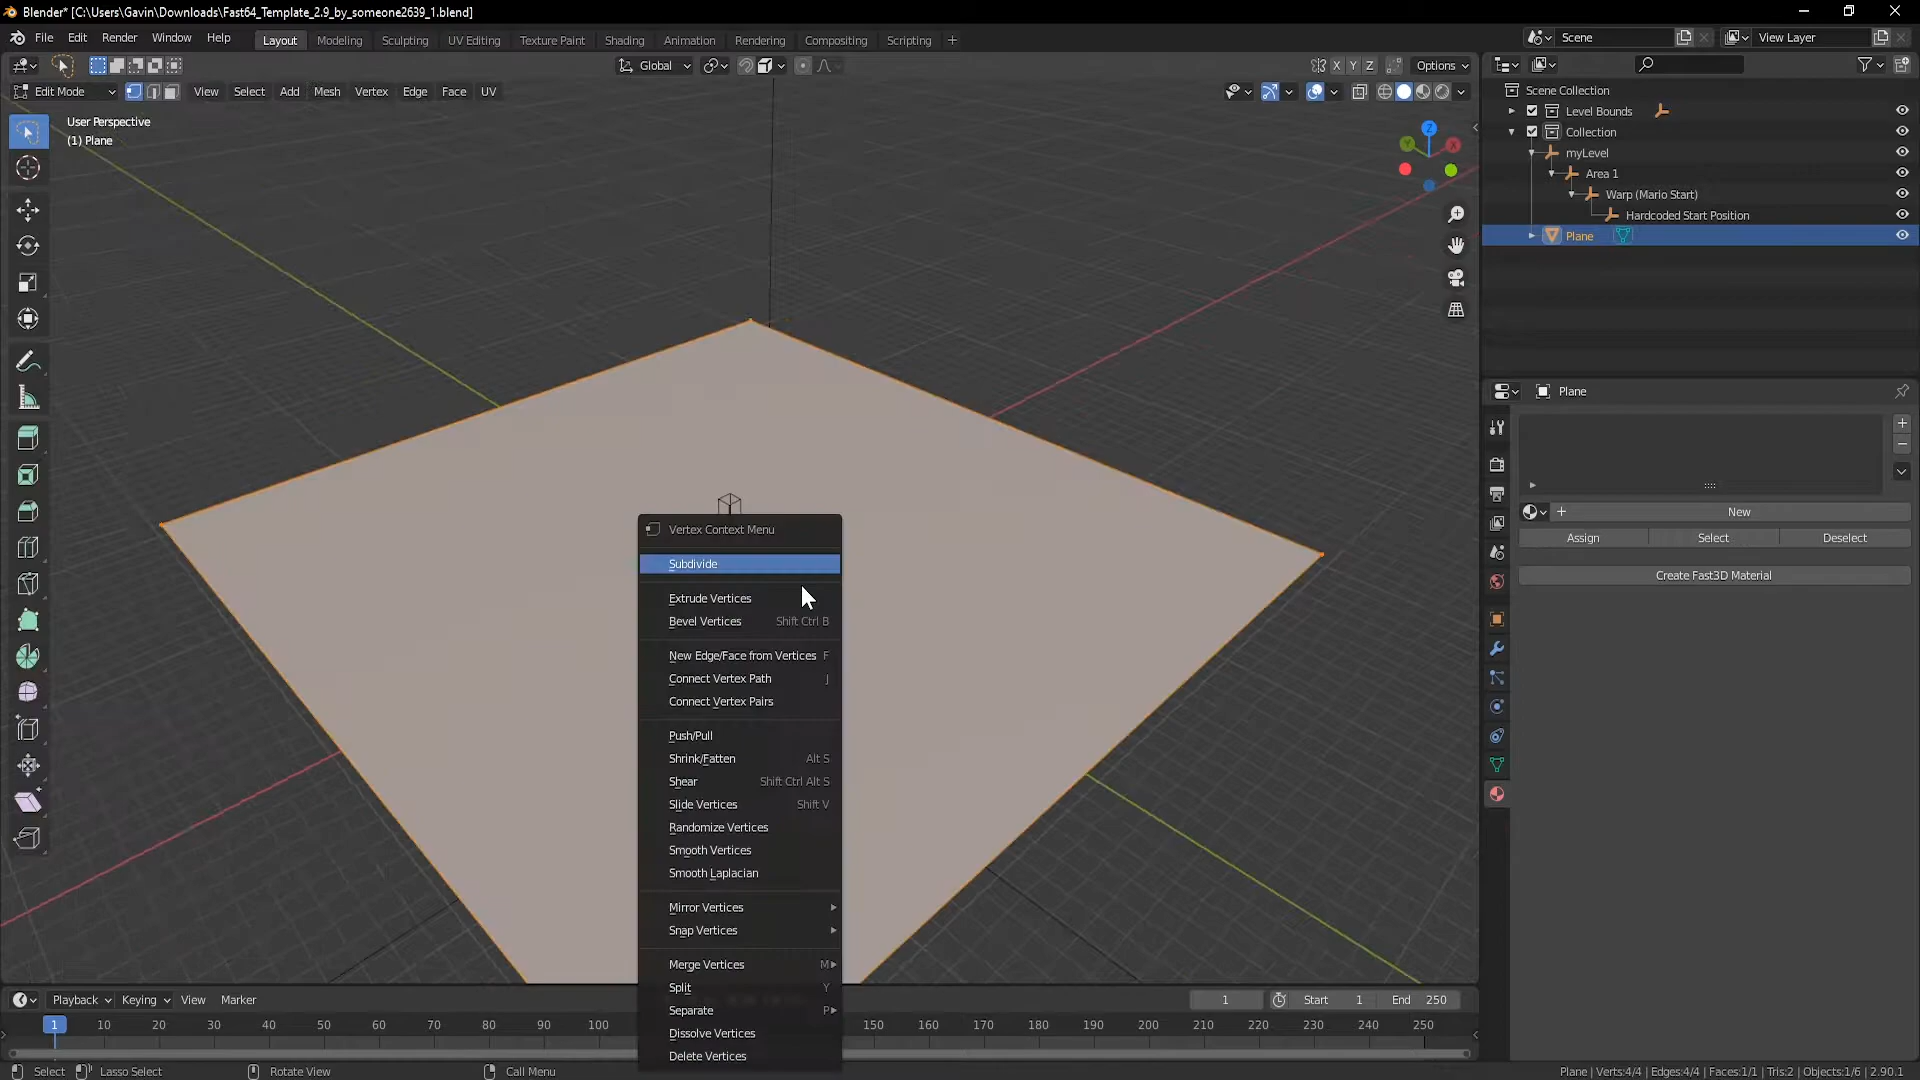 Blender* [C:\Users\Gavin\Downloads\Fast64_Template_2.9_by_someone2639_1.blend]
File Edit Render Window Help Layout Modeling Sculpting UV Editing Texture Paint Shading Animation Rendering Compositing Scripting + Scene View Layer
Global Options
Edit Mode View Select Add Mesh Vertex Edge Face UV
X Y Z
User Perspective
(1) Plane
Z
Y X
Scene Collection
Level Bounds
Collection
myLevel
Area 1
Warp (Mario Start)
Hardcoded Start Position
Plane
Plane
New
Assign Select Deselect
Create Fast3D Material
Vertex Context Menu
Subdivide
Extrude Vertices
Bevel Vertices Shift Ctrl B
New Edge/Face from Vertices F
Connect Vertex Path J
Connect Vertex Pairs
Push/Pull
Shrink/Fatten Alt S
Shear Shift Ctrl Alt S
Slide Vertices Shift V
Randomize Vertices
Smooth Vertices
Smooth Laplacian
Mirror Vertices
Snap Vertices
Merge Vertices M
Split Y
Separate P
Dissolve Vertices
Delete Vertices
Playback Keying View Marker 1 Start 1 End 250
1 10 20 30 40 50 60 70 80 90 100 150 160 170 180 190 200 210 220 230 240 250
Select Lasso Select Rotate View Call Menu Plane | Verts:4/4 | Edges:4/4 | Faces:1/1 | Tris:2 | Objects:1/6 | 2.90.1